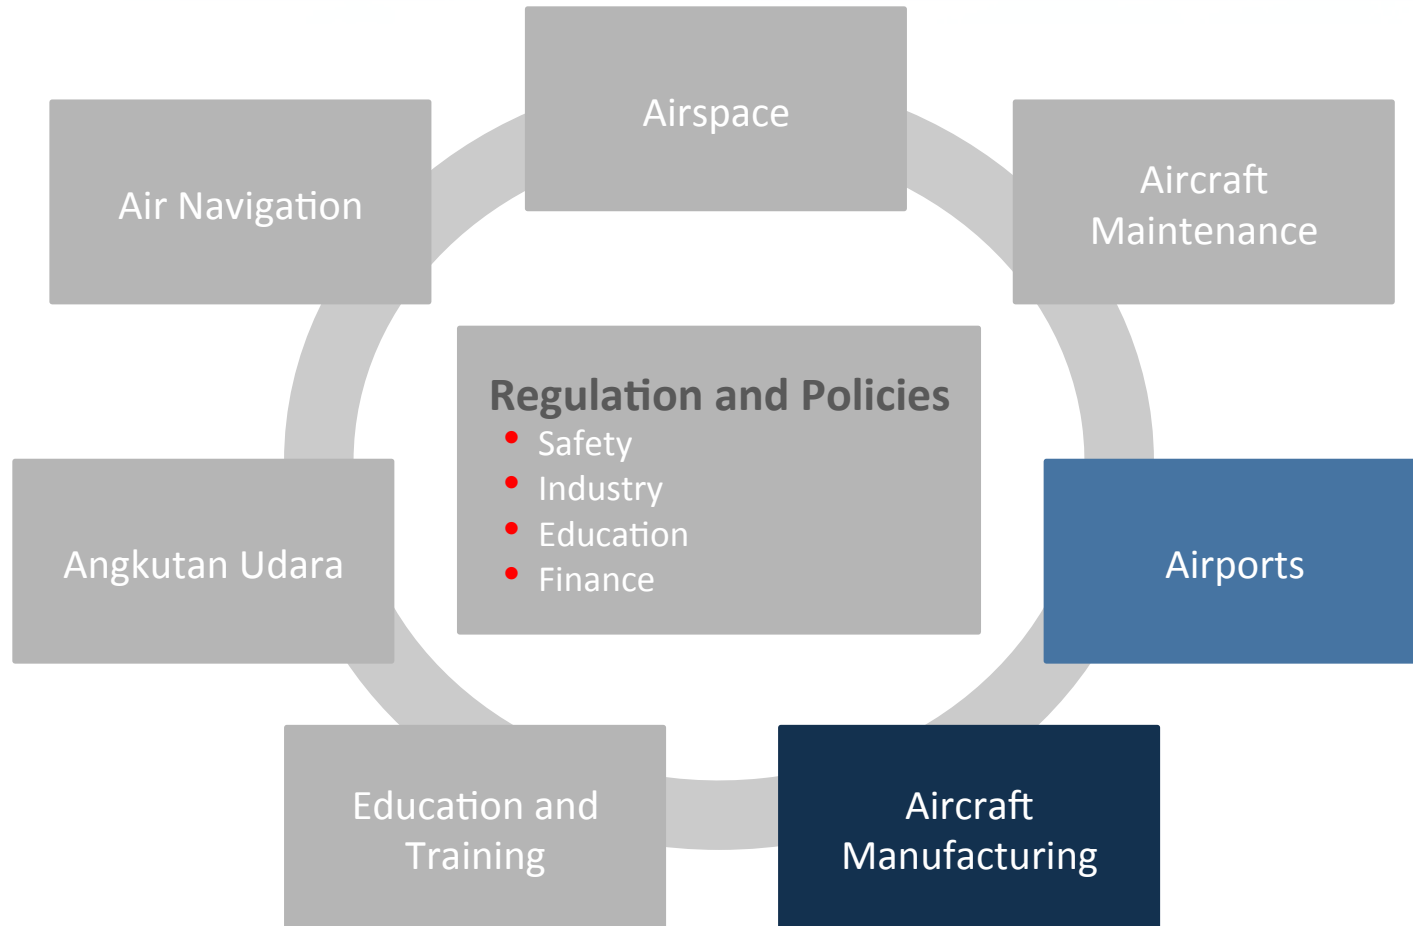 Airspace
Air Navigation
Aircraft
Maintenance
Regulation and Policies
• Safety
• Industry
• Education
• Finance
Angkutan Udara
Airports
Education and
Training
Aircraft
Manufacturing